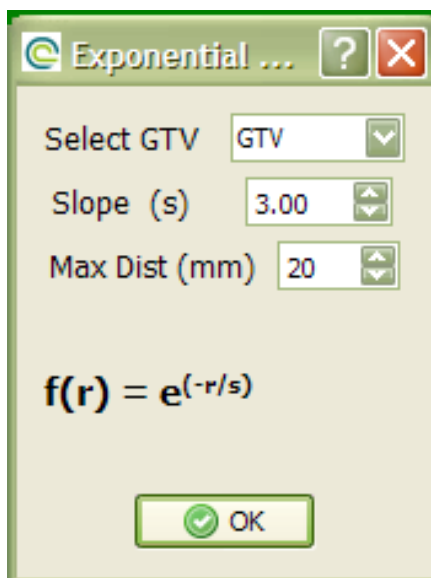 Exponential ...
Select GTV GTV
Slope (s) 3.00
Max Dist (mm) 20
f(r) = e^(-r/s)
OK